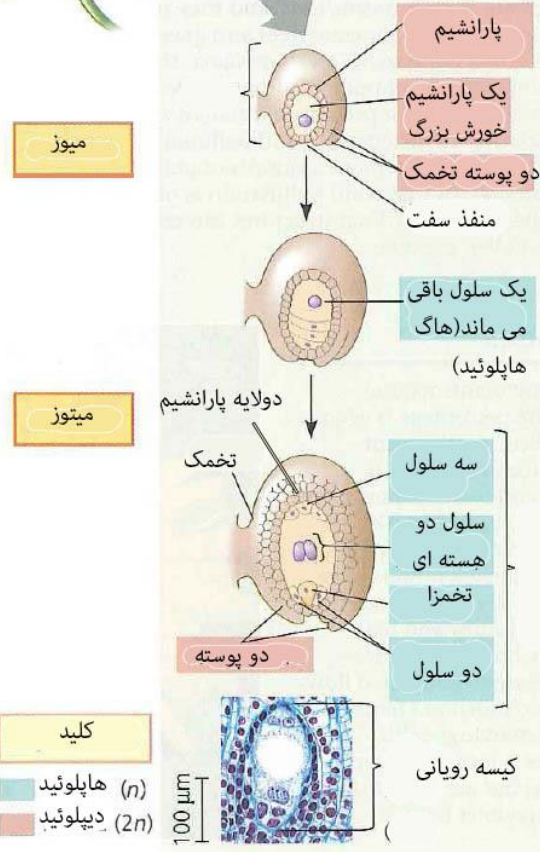 پارانشیم
یک پارانشیم
خورش بزرگ
میوز
دو پوسته تخمک
منفذ سفت
یک سلول باقی
می ماند(هاگ
هاپلوئید)
دولایه پارانشیم
میتوز
تخمک
سه سلول
سلول دو
هسته ای
تخمزا
دو پوسته
دو سلول
کلید
کیسه رویانی
هاپلوئید (n)
دیپلوئید (2n)
100 µm